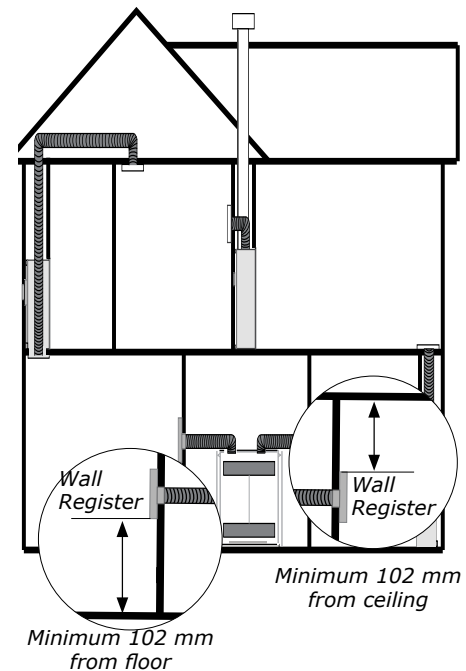 Wall
Register
Wall
Register
Minimum 102 mm
from ceiling
Minimum 102 mm
from floor